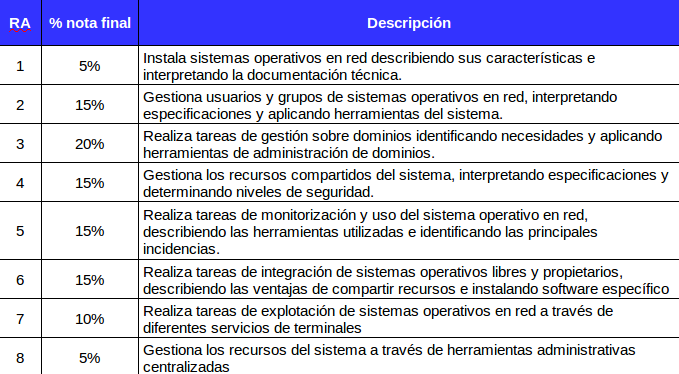 RA % nota final Descripción
1 5% Instala sistemas operativos en red describiendo sus características e
interpretando la documentación técnica.
2 15% Gestiona usuarios y grupos de sistemas operativos en red, interpretando
especificaciones y aplicando herramientas del sistema.
3 20% Realiza tareas de gestión sobre dominios identificando necesidades y aplicando
herramientas de administración de dominios.
4 15% Gestiona los recursos compartidos del sistema, interpretando especificaciones y
determinando niveles de seguridad.
5 15% Realiza tareas de monitorización y uso del sistema operativo en red,
describiendo las herramientas utilizadas e identificando las principales
incidencias.
6 15% Realiza tareas de integración de sistemas operativos libres y propietarios,
describiendo las ventajas de compartir recursos e instalando software específico
7 10% Realiza tareas de explotación de sistemas operativos en red a través de
diferentes servicios de terminales
8 5% Gestiona los recursos del sistema a través de herramientas administrativas
centralizadas